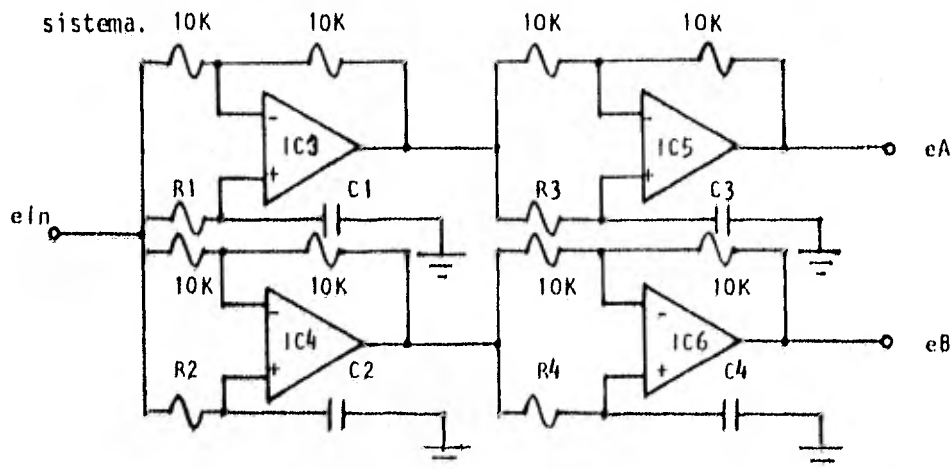 sistema.
10K 10K 10K 10K
IC3 IC5 eA
R1 C1 R3 C3
eIn
10K 10K 10K 10K
IC4 IC6 eB
R2 C2 R4 C4